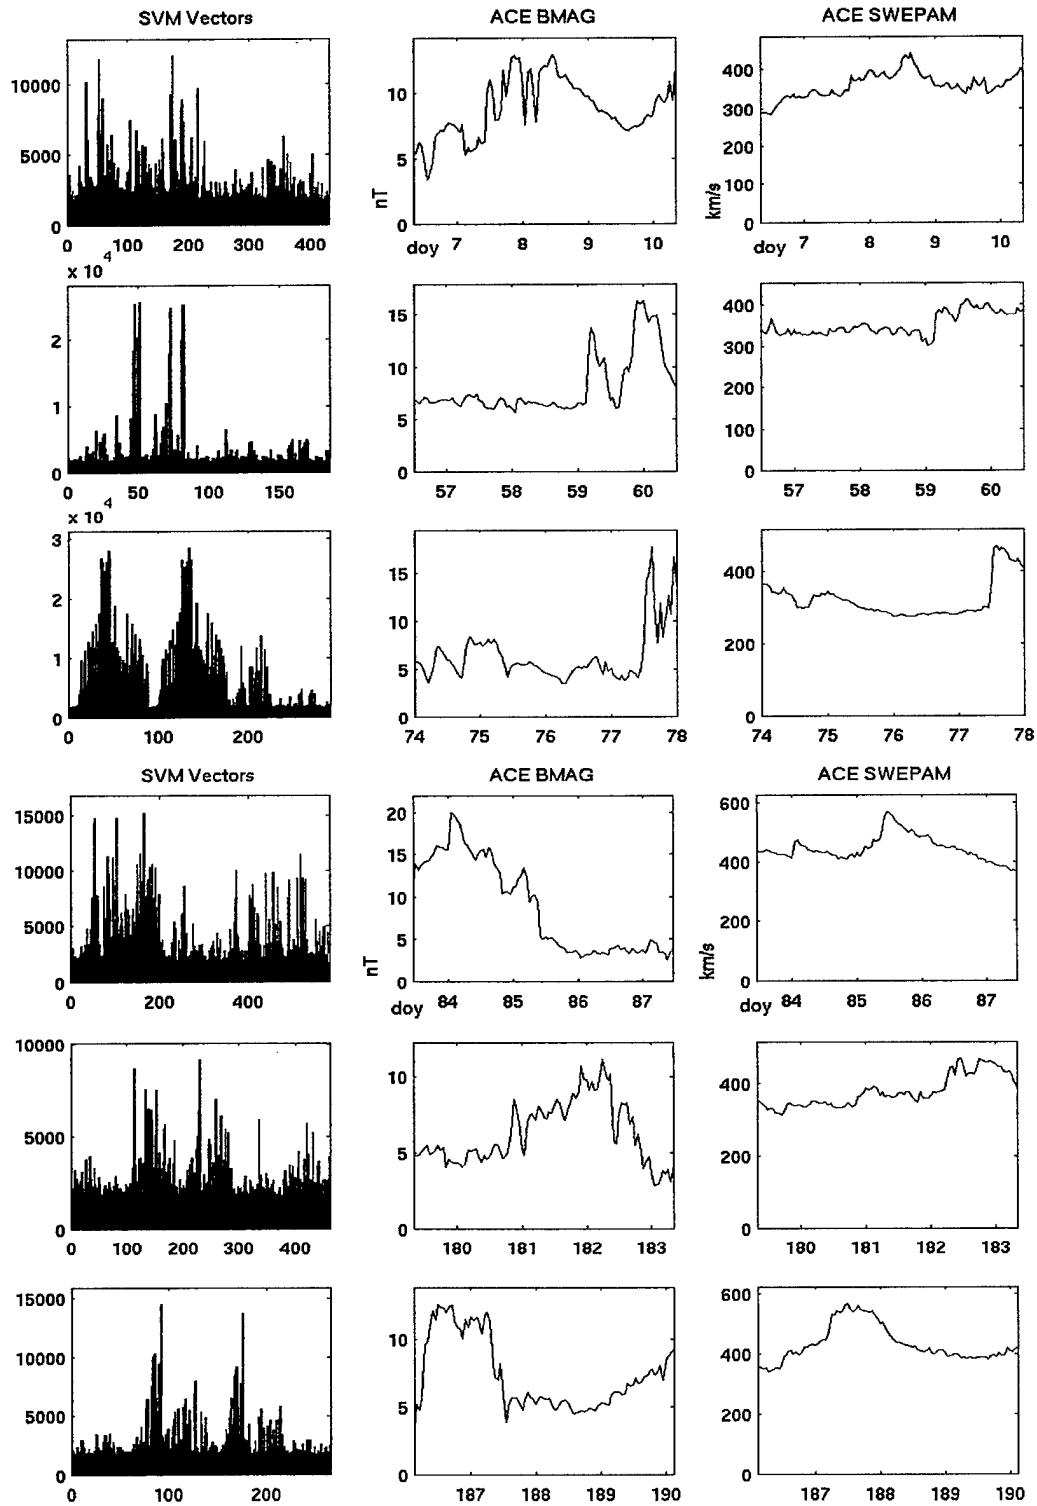 SVM Vectors ACE BMAG ACE SWEPAM
10000 10 400
300
5000 5 200
100
0 nT 0 km/s 0
0 100 200 300 400 doy 7 8 9 10 doy 7 8 9 10
x 10^4
2 15 400
300
1 10 200
5 100
0 0 0
0 50 100 150 57 58 59 60 57 58 59 60
x 10^4
3 15 400
2 10
1 5 200
0 0 0
0 100 200 74 75 76 77 78 74 75 76 77 78
SVM Vectors ACE BMAG ACE SWEPAM
15000 20 600
10000 15 400
10
5000 5 200
0 nT 0 km/s 0
0 200 400 doy 84 85 86 87 doy 84 85 86 87
10000 10 400
5000 5 200
0 0 0
0 100 200 300 400 180 181 182 183 180 181 182 183
15000 10 600
10000 400
5000 5 200
0 0 0
0 100 200 187 188 189 190 187 188 189 190